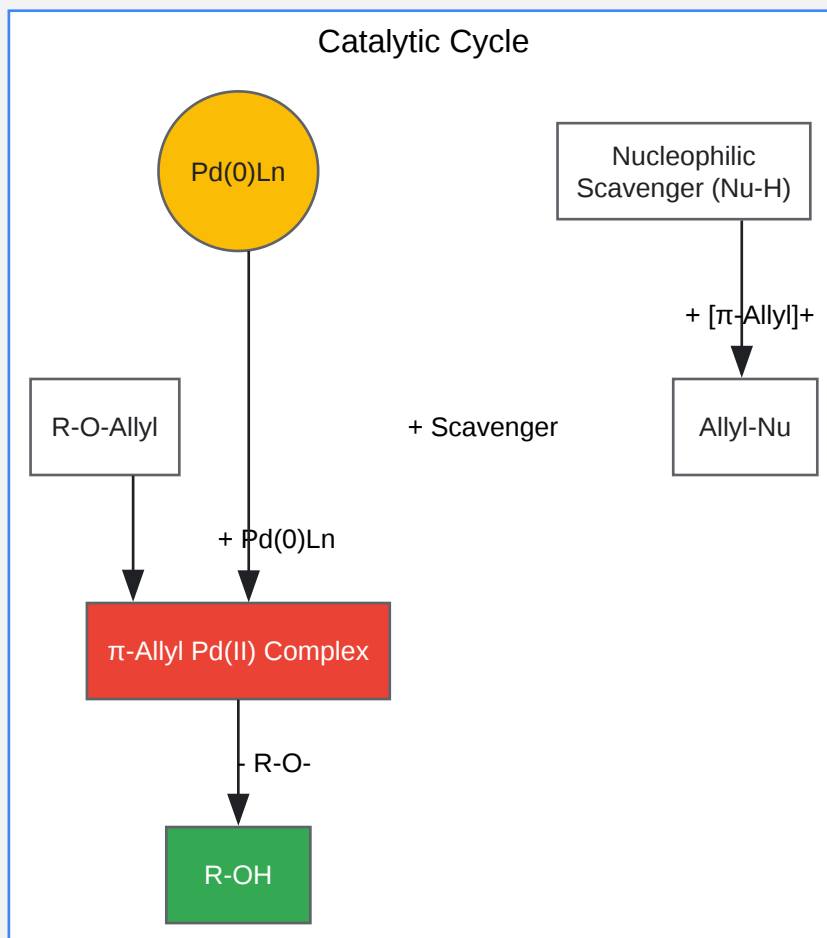 Catalytic Cycle
Pd(0)Ln
Nucleophilic
Scavenger (Nu-H)
+ [π-Allyl]+
R-O-Allyl
+ Scavenger
Allyl-Nu
+ Pd(0)Ln
π-Allyl Pd(II) Complex
- R-O-
R-OH